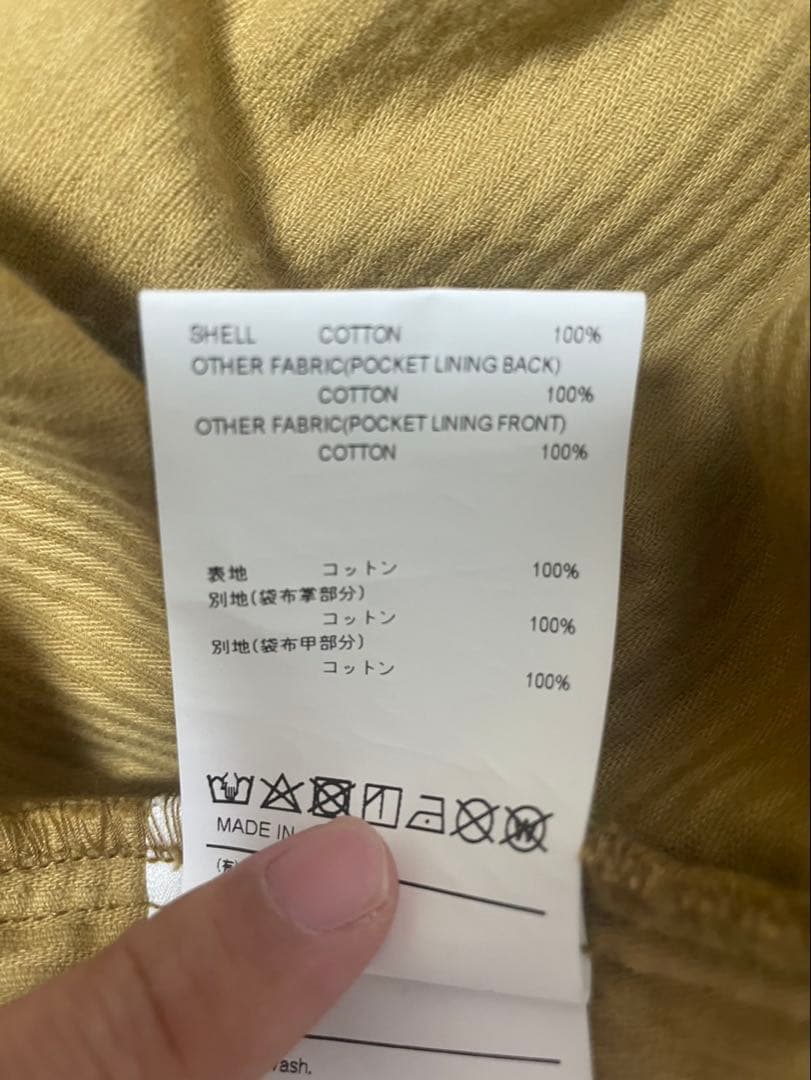 SHELL COTTON 100%
OTHER FABRIC(POCKET LINING BACK)
COTTON 100%
OTHER FABRIC(POCKET LINING FRONT)
COTTON 100%
表地 コットン 100%
別地(袋布掌部分)
コットン 100%
別地(袋布甲部分)
コットン 100%
W
MADE IN
(有)